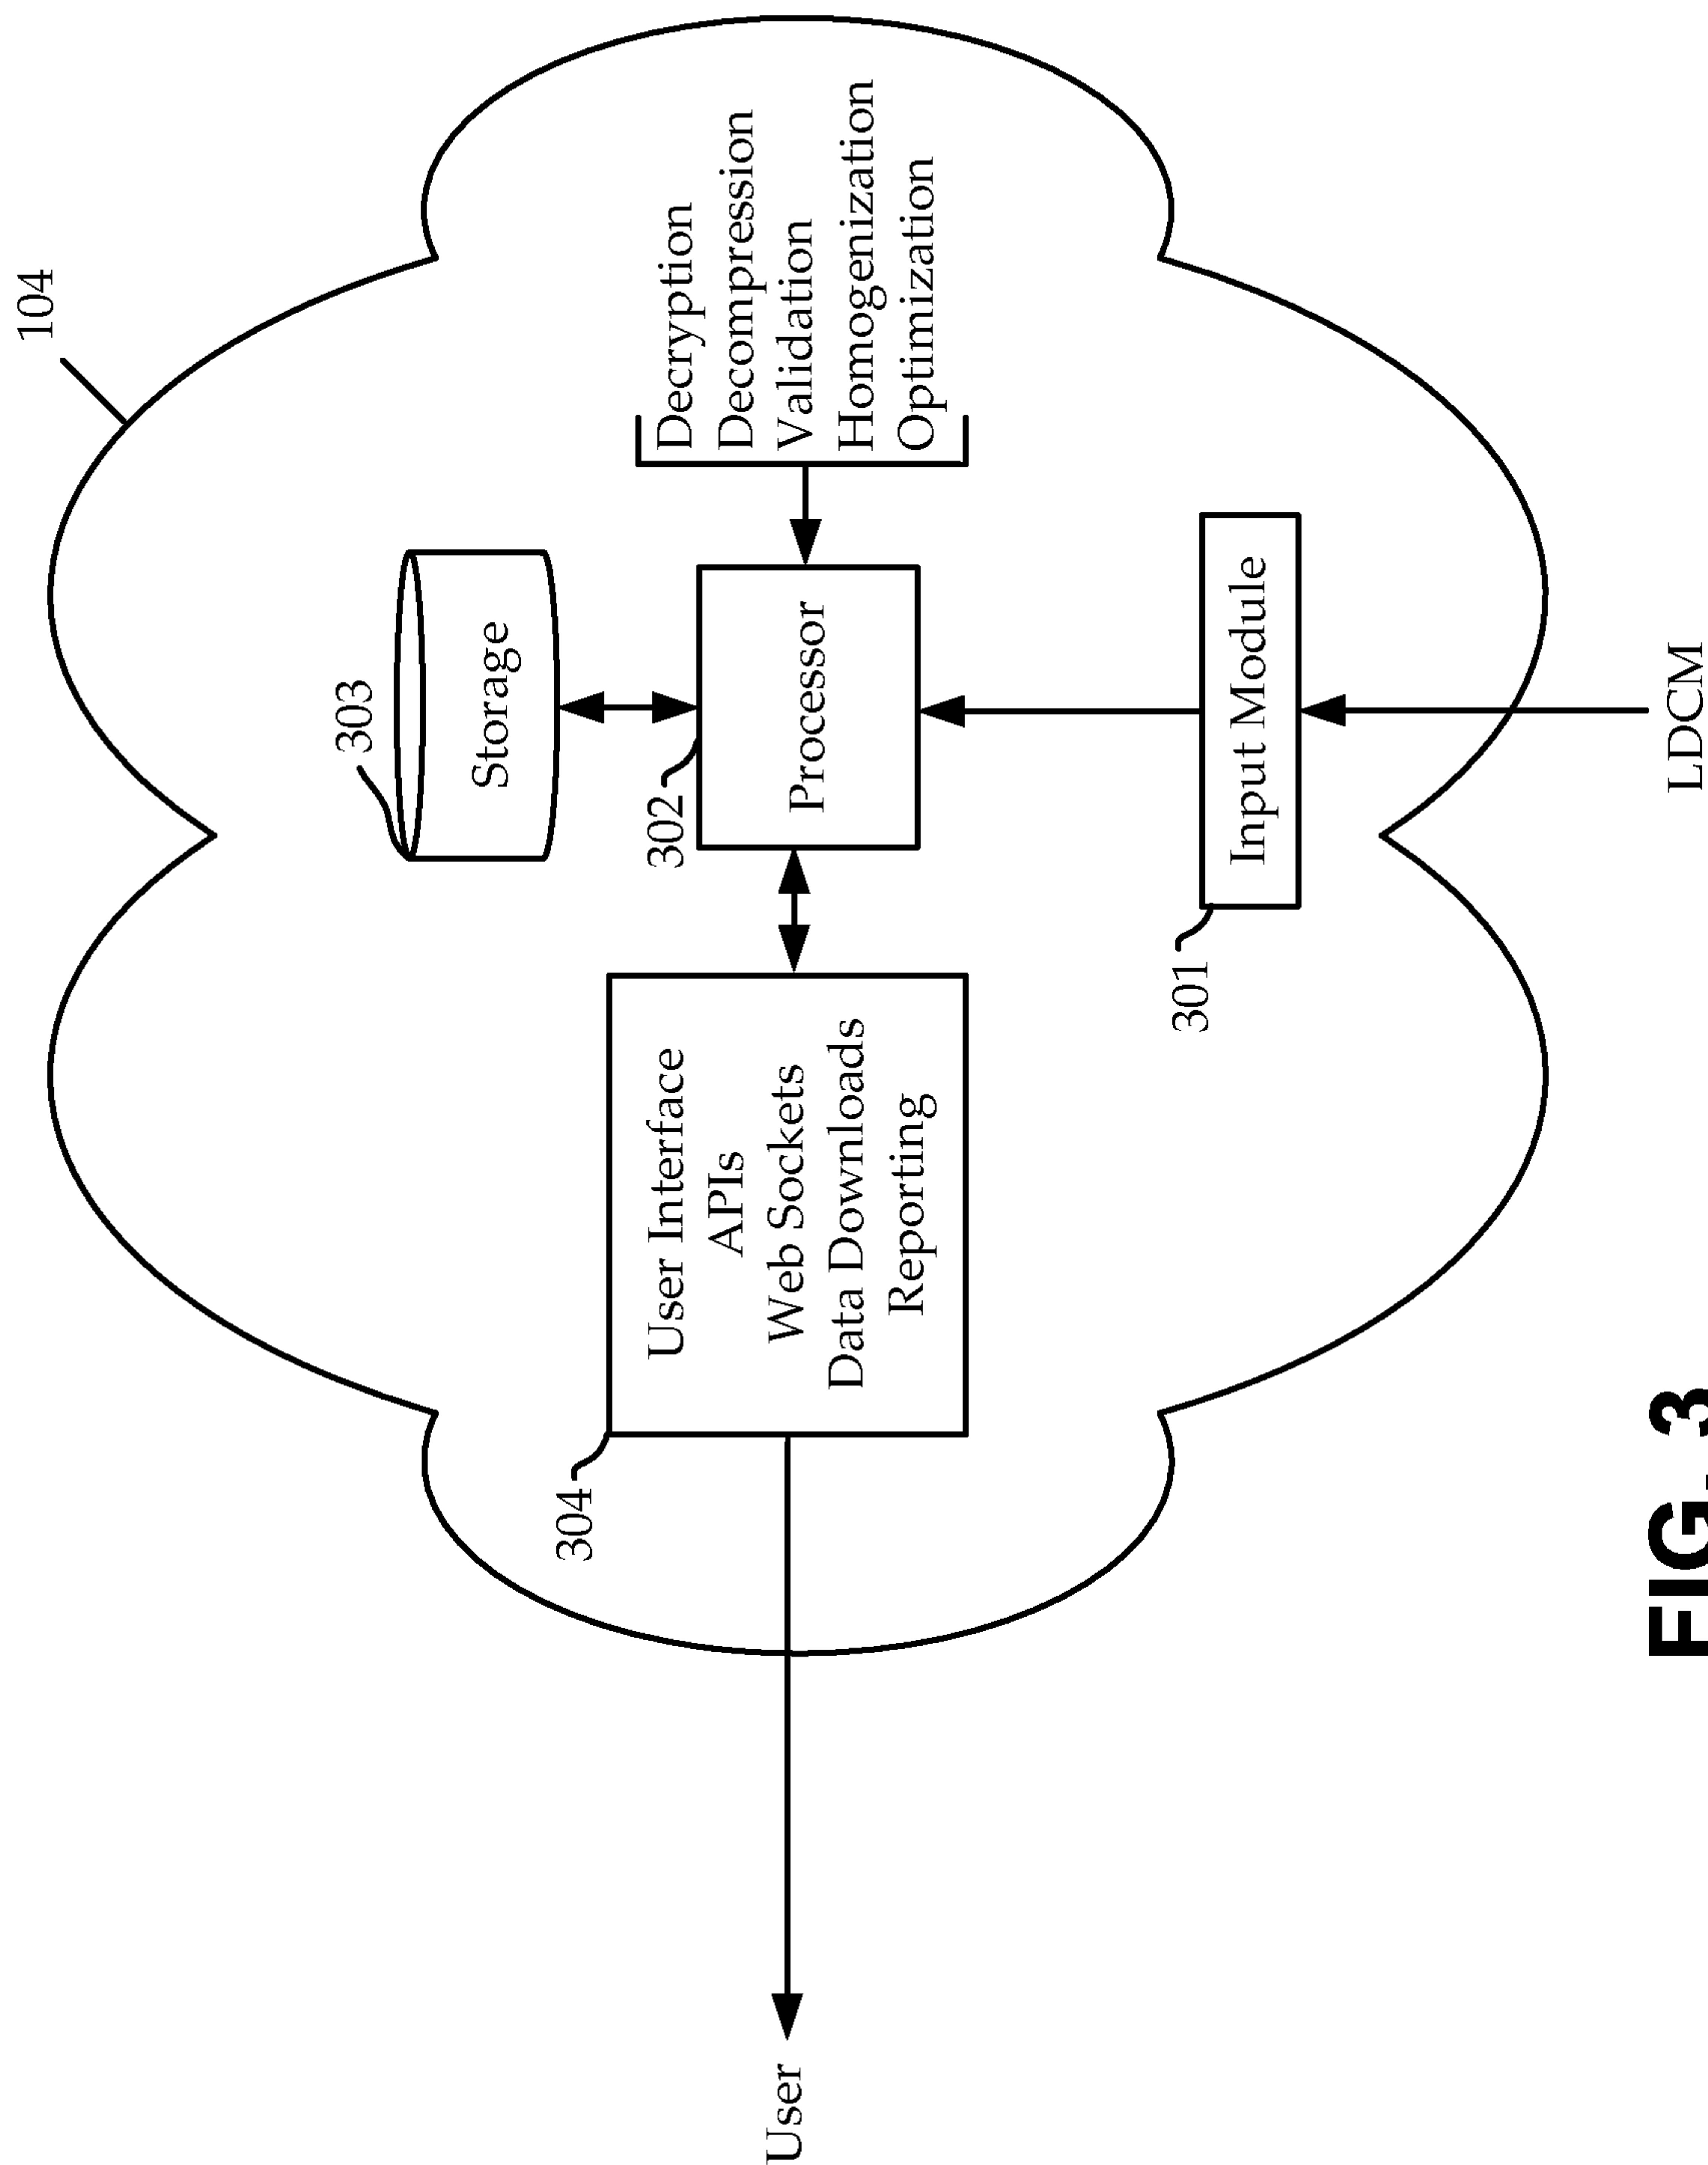 104
303
Storage
302
Processor
Decryption
Decompression
Validation
Homogenization
Optimization
304
User Interface
APIs
Web Sockets
Data Downloads
Reporting
User
301
Input Module
LDCM
FIG. 3